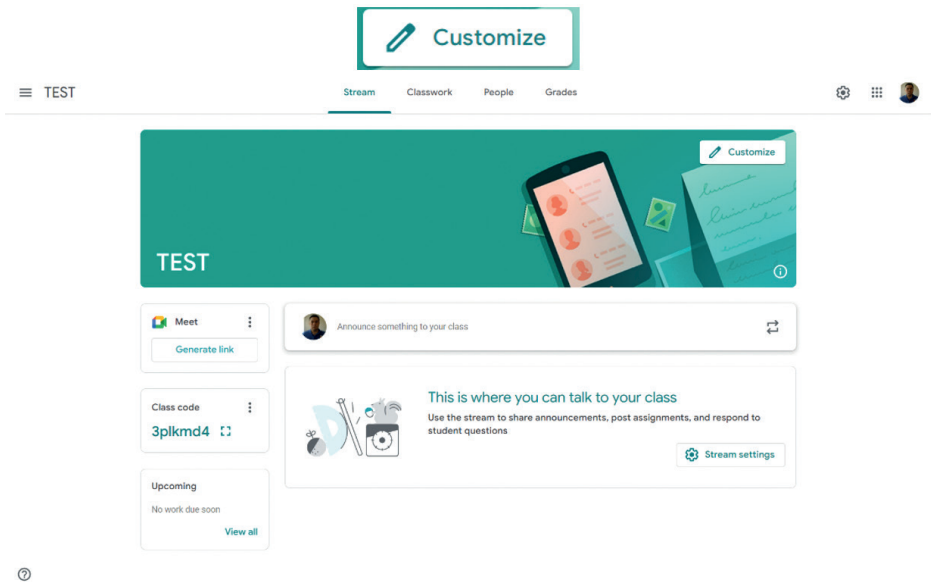 Customize
TEST
Stream Classwork People Grades
Customize
TEST
Meet
Generate link
Announce something to your class
Class code
3plkmd4
This is where you can talk to your class
Use the stream to share announcements, post assignments, and respond to
student questions
Stream settings
Upcoming
No work due soon
View all